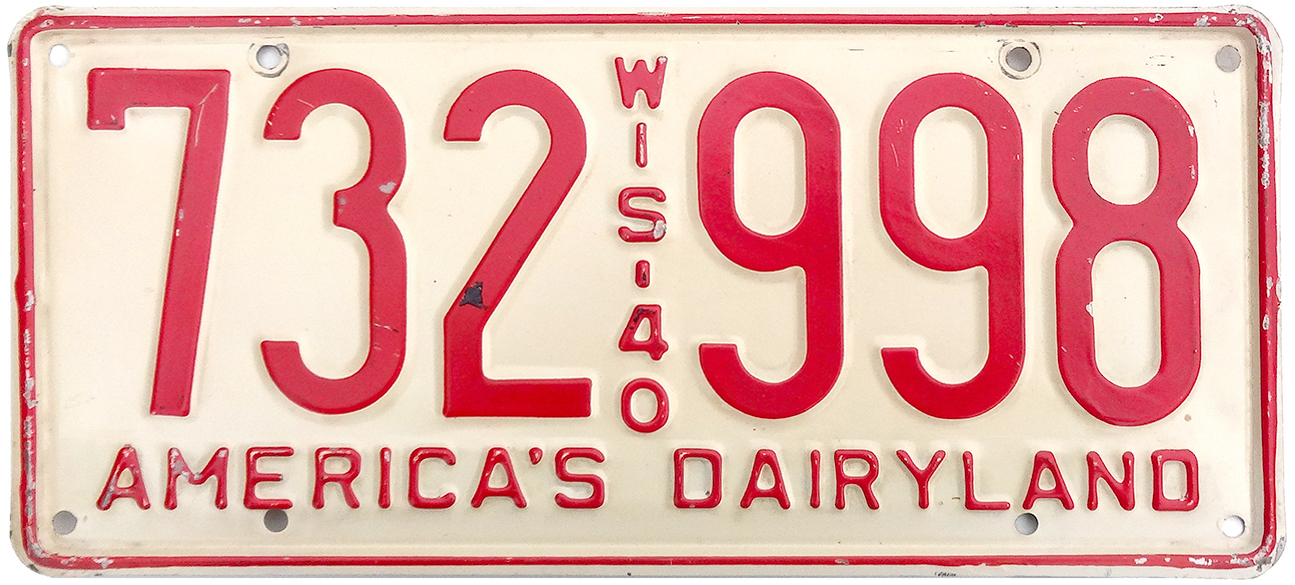 732 WIS-40 998
AMERICA'S DAIRYLAND